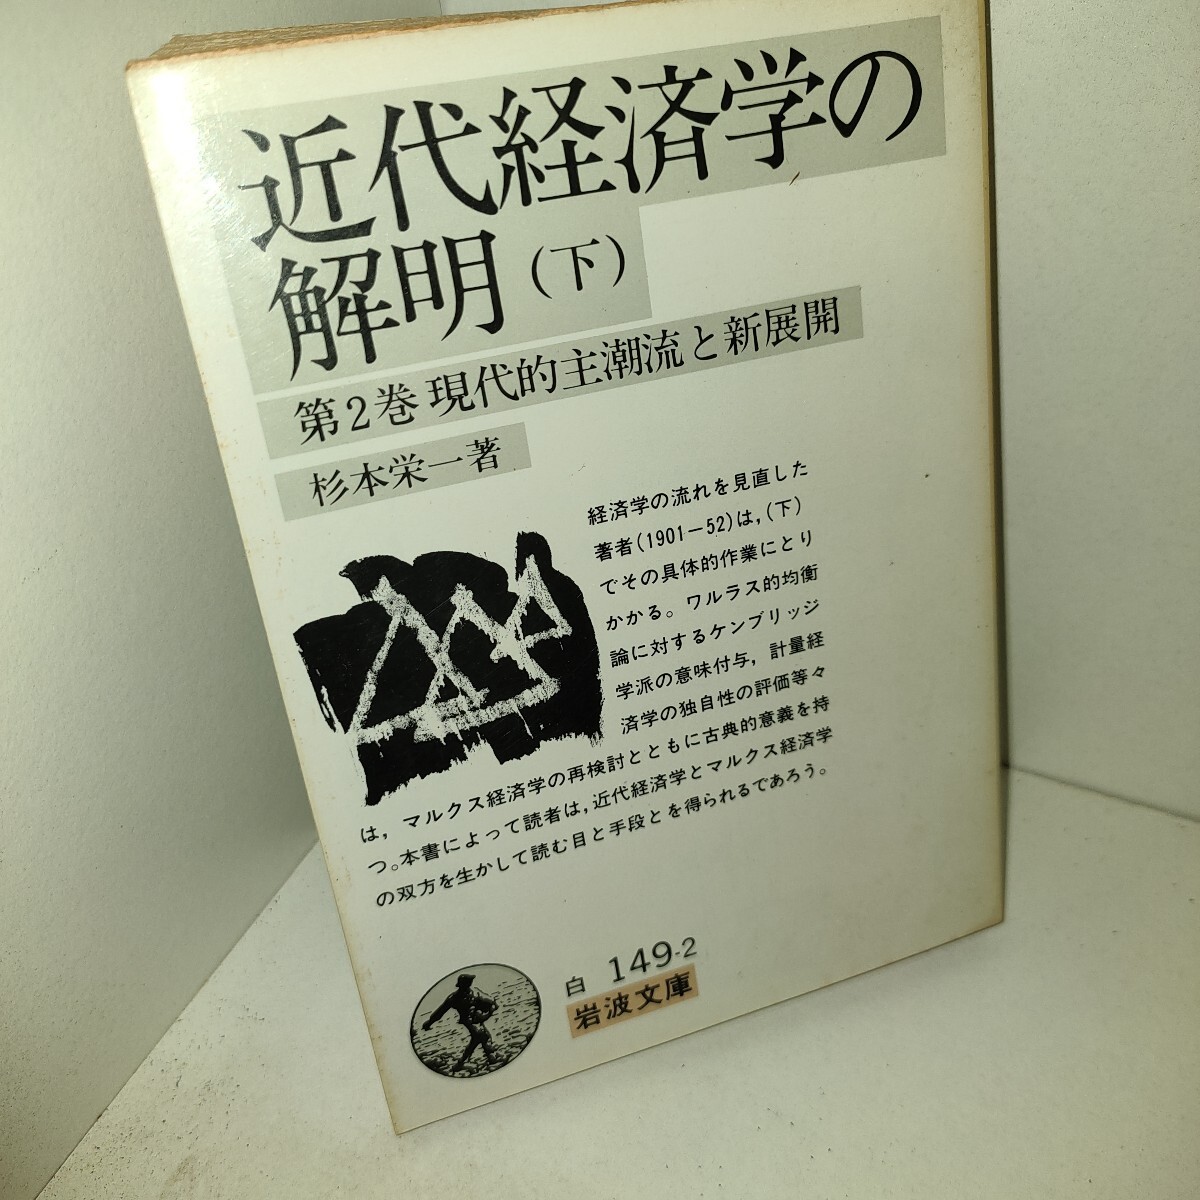 近代経済学の
解明(下)
第2巻 現代的主潮流と新展開
杉本栄一著
経済学の流れを見直した
著者(1901−52)は,(下)
でその具体的作業にとり
かかる。ワルラス的均衡
論に対するケンブリッジ
学派の意味付与,計量経
済学の独自性の評価等々
は,マルクス経済学の再検討とともに古典的意義を持
つ。本書によって読者は,近代経済学とマルクス経済学
の双方を生かして読む目と手段とを得られるであろう。
白 149-2
岩波文庫